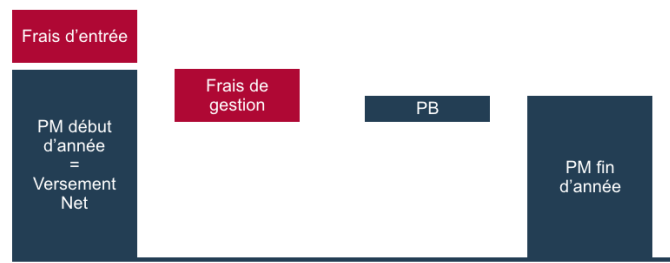 Frais d'entrée
PM début
d'année
=
Versement
Net
Frais de
gestion
PB
PM fin
d'année